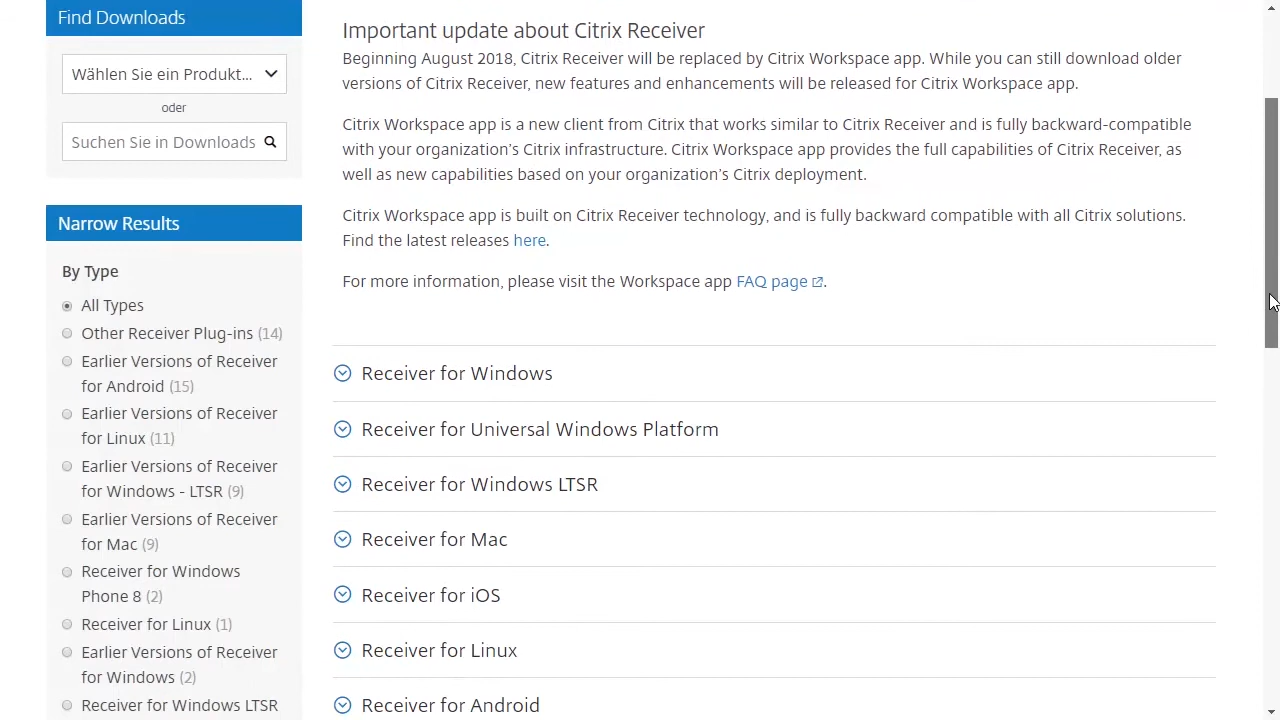 Find Downloads
Wählen Sie ein Produkt...
oder
Suchen Sie in Downloads
Narrow Results
By Type
All Types
Other Receiver Plug-ins (14)
Earlier Versions of Receiver
for Android (15)
Earlier Versions of Receiver
for Linux (11)
Earlier Versions of Receiver
for Windows - LTSR (9)
Earlier Versions of Receiver
for Mac (9)
Receiver for Windows
Phone 8 (2)
Receiver for Linux (1)
Earlier Versions of Receiver
for Windows (2)
Receiver for Windows LTSR
Important update about Citrix Receiver
Beginning August 2018, Citrix Receiver will be replaced by Citrix Workspace app. While you can still download older
versions of Citrix Receiver, new features and enhancements will be released for Citrix Workspace app.
Citrix Workspace app is a new client from Citrix that works similar to Citrix Receiver and is fully backward-compatible
with your organization’s Citrix infrastructure. Citrix Workspace app provides the full capabilities of Citrix Receiver, as
well as new capabilities based on your organization’s Citrix deployment.
Citrix Workspace app is built on Citrix Receiver technology, and is fully backward compatible with all Citrix solutions.
Find the latest releases here.
For more information, please visit the Workspace app FAQ page.
Receiver for Windows
Receiver for Universal Windows Platform
Receiver for Windows LTSR
Receiver for Mac
Receiver for iOS
Receiver for Linux
Receiver for Android